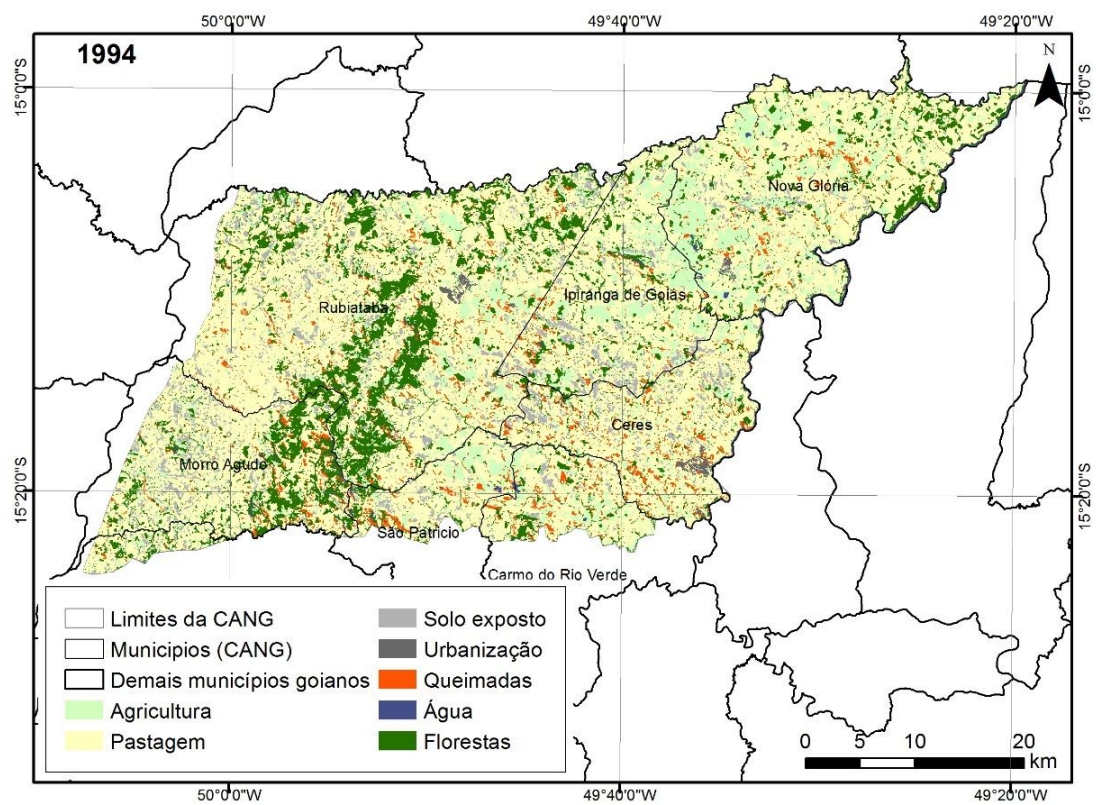 50°0'0"W 49°40'0"W 49°20'0"W
1994
N
15°0'0"S 15°0'0"S
Nova Glória
Ipiranga de Goiás
Rubiataba
Ceres
Morro Agudo
15°20'0"S 15°20'0"S
São Patrício
Carmo do Rio Verde
Limites da CANG
Municipios (CANG)
Demais municípios goianos
Agricultura
Pastagem
Solo exposto
Urbanização
Queimadas
Água
Florestas
0 5 10 20
km
50°0'0"W 49°40'0"W 49°20'0"W